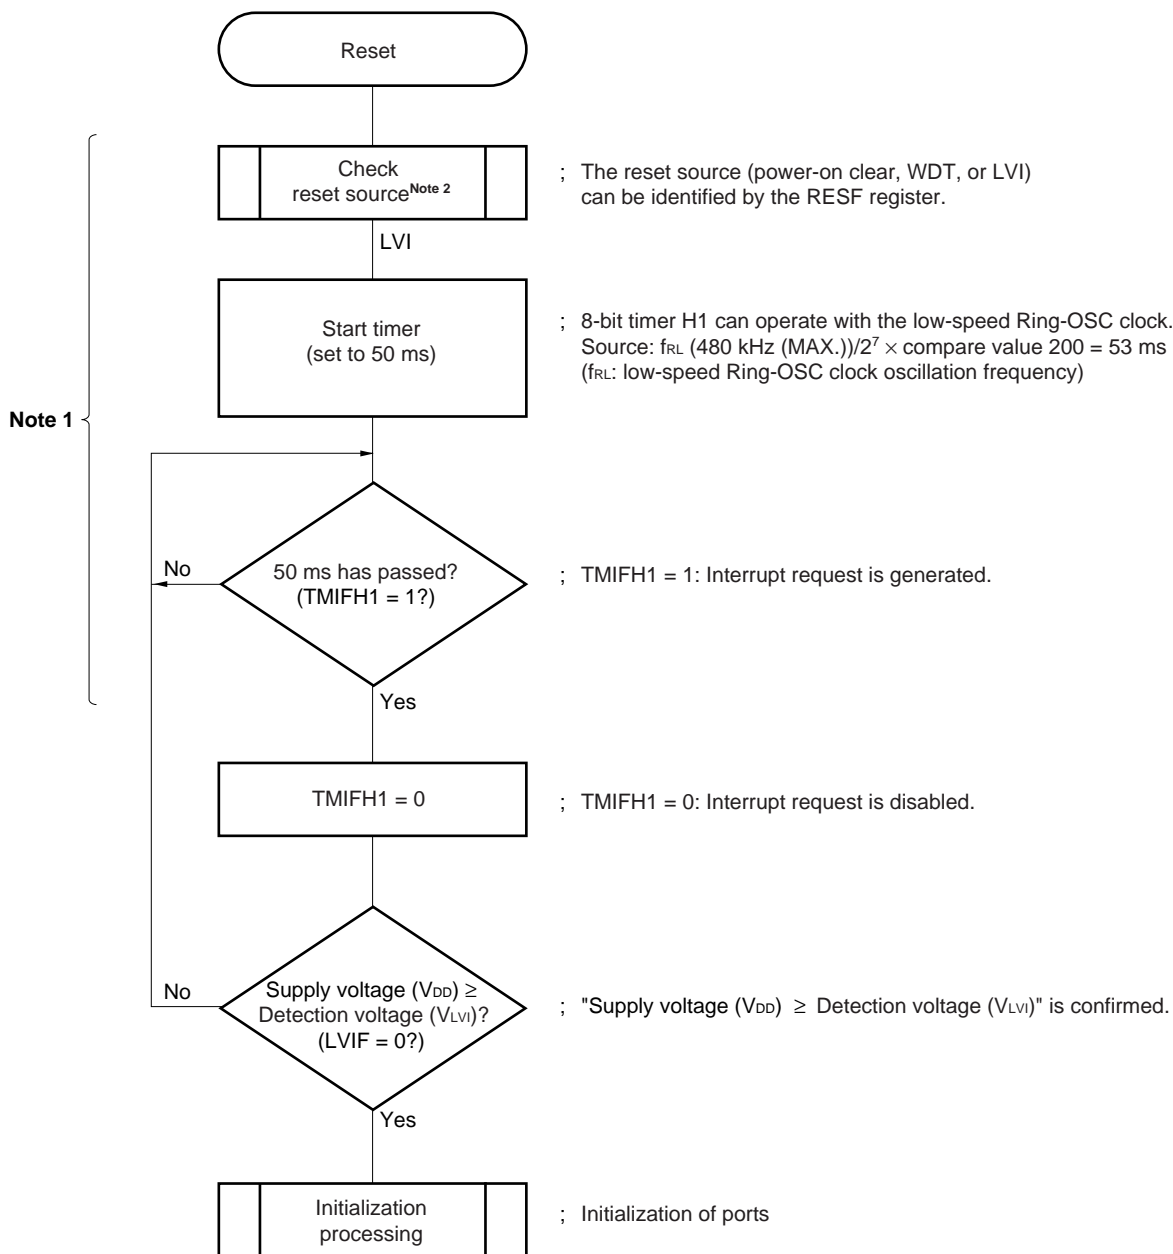 Reset
Check
reset sourceNote 2
; The reset source (power-on clear, WDT, or LVI)
can be identified by the RESF register.
LVI
Start timer
(set to 50 ms)
; 8-bit timer H1 can operate with the low-speed Ring-OSC clock.
Source: fRL (480 kHz (MAX.))/2⁷ × compare value 200 = 53 ms
(fRL: low-speed Ring-OSC clock oscillation frequency)
Note 1
No
50 ms has passed?
(TMIFH1 = 1?)
; TMIFH1 = 1: Interrupt request is generated.
Yes
TMIFH1 = 0
; TMIFH1 = 0: Interrupt request is disabled.
No
Supply voltage (VDD) ≥
Detection voltage (VLVI)?
(LVIF = 0?)
; "Supply voltage (VDD) ≥ Detection voltage (VLVI)" is confirmed.
Yes
Initialization
processing
; Initialization of ports